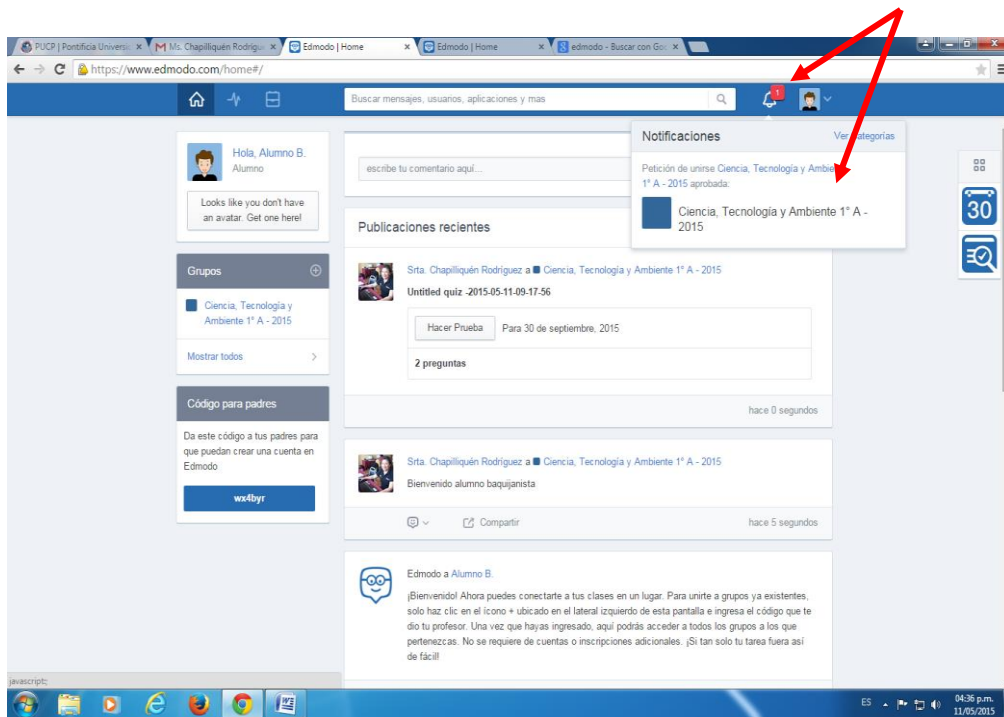 PUCP | Pontificia Universi
Ms. Chapilliquén Rodrígu
Edmodo | Home
Edmodo | Home
edmodo - Buscar con Goo
https://www.edmodo.com/home#/
Buscar mensajes, usuarios, aplicaciones y mas
1
Hola, Alumno B.
Alumno
Looks like you don't have
an avatar. Get one here!
Grupos
Ciencia, Tecnología y
Ambiente 1° A - 2015
Mostrar todos
Código para padres
Da este código a tus padres para
que puedan crear una cuenta en
Edmodo
wx4byr
escribe tu comentario aquí...
Notificaciones
Ver categorias
Petición de unirse Ciencia, Tecnología y Ambie
1° A - 2015 aprobada:
Ciencia, Tecnología y Ambiente 1° A -
2015
30
Publicaciones recientes
Srta. Chapilliquén Rodríguez a Ciencia, Tecnología y Ambiente 1° A - 2015
Untitled quiz -2015-05-11-09-17-56
Hacer Prueba
Para 30 de septiembre, 2015
2 preguntas
hace 0 segundos
Srta. Chapilliquén Rodríguez a Ciencia, Tecnología y Ambiente 1° A - 2015
Bienvenido alumno baquijanista
Compartir
hace 5 segundos
Edmodo a Alumno B.
¡Bienvenido! Ahora puedes conectarte a tus clases en un lugar. Para unirte a grupos ya existentes,
solo haz clic en el ícono + ubicado en el lateral izquierdo de esta pantalla e ingresa el código que te
dio tu profesor. Una vez que hayas ingresado, aquí podrás acceder a todos los grupos a los que
pertenezcas. No se requiere de cuentas o inscripciones adicionales. ¡Si tan solo tu tarea fuera así
de fácil!
javascript:;
ES
04:36 p.m.
11/05/2015